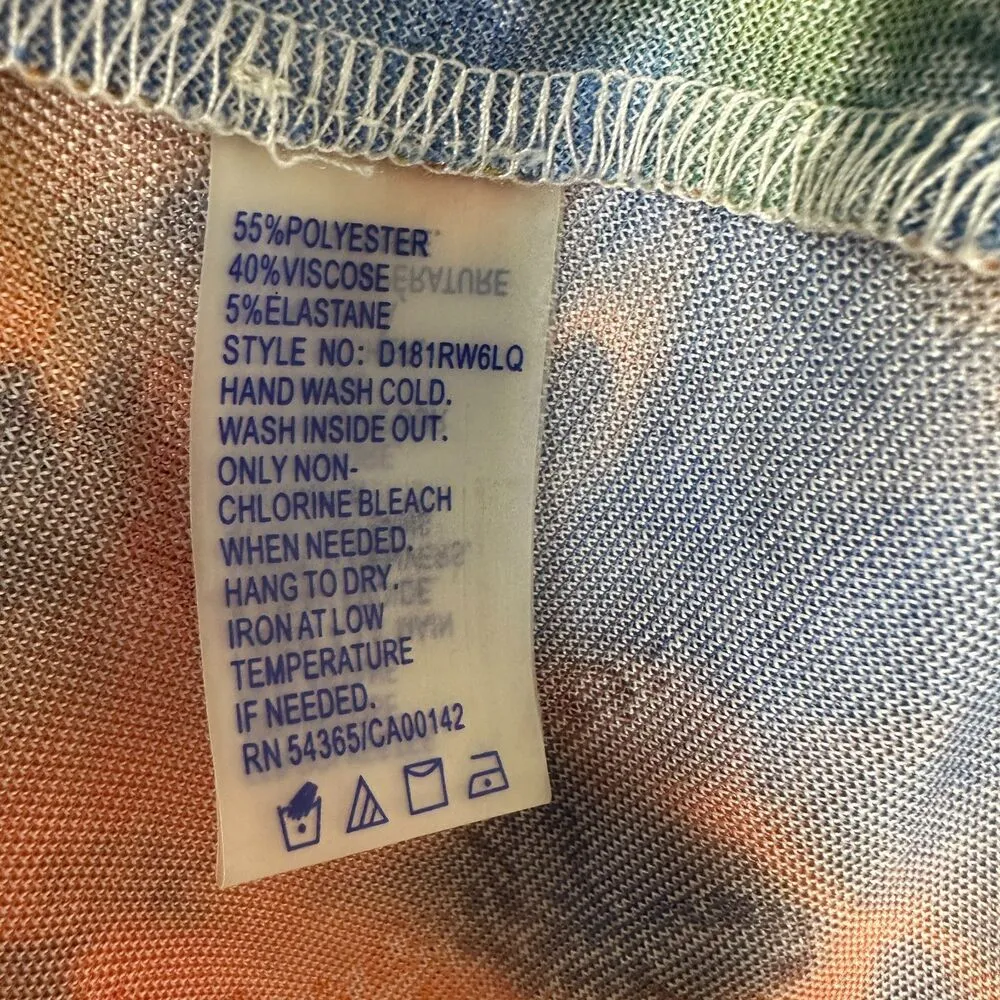 55%POLYESTER
40%VISCOSE
5%ELASTANE
STYLE NO: D181RW6LQ
HAND WASH COLD.
WASH INSIDE OUT.
ONLY NON-
CHLORINE BLEACH
WHEN NEEDED.
HANG TO DRY.
IRON AT LOW
TEMPERATURE
IF NEEDED.
RN 54365/CA00142